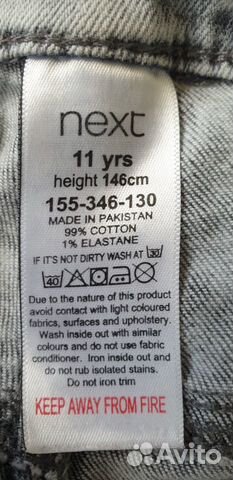 next
11 yrs
height 146cm
155-346-130
MADE IN PAKISTAN
99% COTTON
1% ELASTANE
IF IT'S NOT DIRTY WASH AT 30
40
Due to the nature of this product
avoid contact with light coloured
fabrics, surfaces and upholstery.
Wash inside out with similar
colours and do not use fabric
conditioner. Iron inside out and
do not rub isolated stains.
Do not iron trim
KEEP AWAY FROM FIRE
Avito